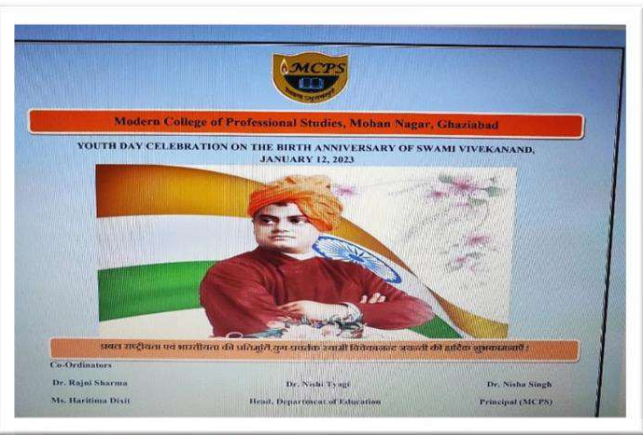 MCPS
Modern College of Professional Studies, Mohan Nagar, Ghaziabad
YOUTH DAY CELEBRATION ON THE BIRTH ANNIVERSARY OF SWAMI VIVEKANAND,
JANUARY 12, 2023
प्रबल राष्ट्रीयता एवं भारतीयता की प्रतिमूर्ति,युग-प्रवर्तक स्वामी विवेकानन्द जयन्ती की हार्दिक शुभकामनाएँ !
Co-Ordinators
Dr. Rajni Sharma Dr. Nishi Tyagi Dr. Nisha Singh
Ms. Haritima Dixit Head, Department of Education Principal (MCPS)